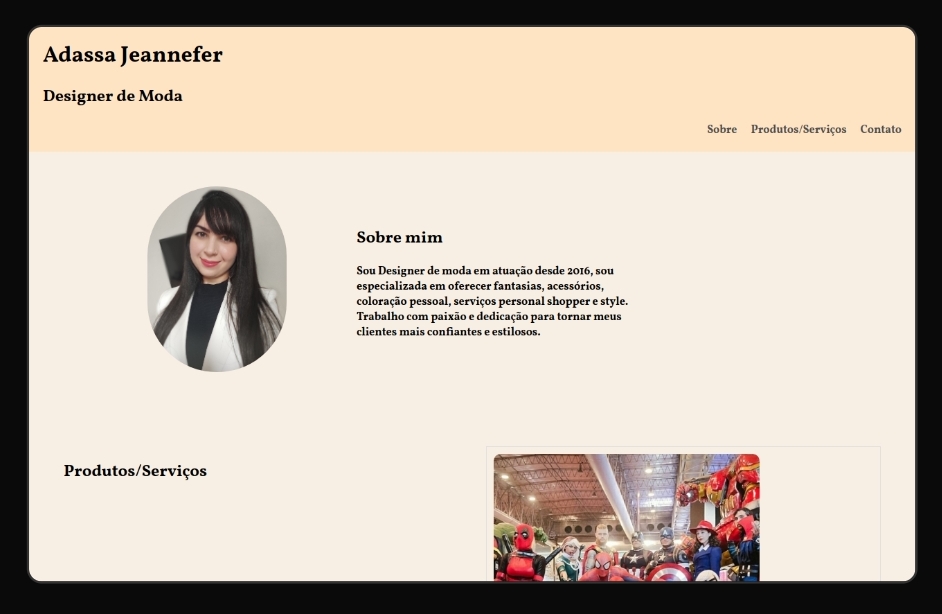 Adassa Jeannefer
Designer de Moda
Sobre Produtos/Serviços Contato
Sobre mim
Sou Designer de moda em atuação desde 2016, sou
especializada em oferecer fantasias, acessórios,
coloração pessoal, serviços personal shopper e style.
Trabalho com paixão e dedicação para tornar meus
clientes mais confiantes e estilosos.
Produtos/Serviços